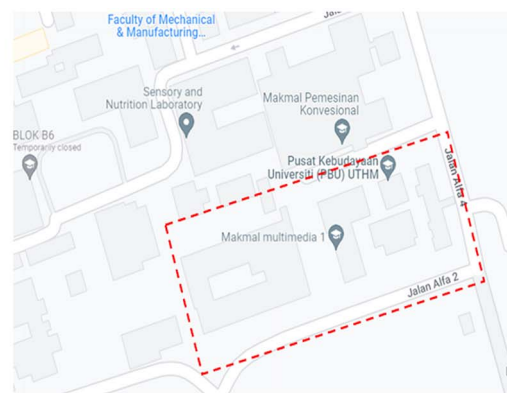 Faculty of Mechanical
& Manufacturing...
Sensory and
Nutrition Laboratory
Makmal Pemesinan
Konvesional
BLOK B6
Temporarily closed
Pusat Kebudayaan
Universiti (PBU) UTHM
Jalan Alfa 4
Makmal multimedia 1
Jalan Alfa 2